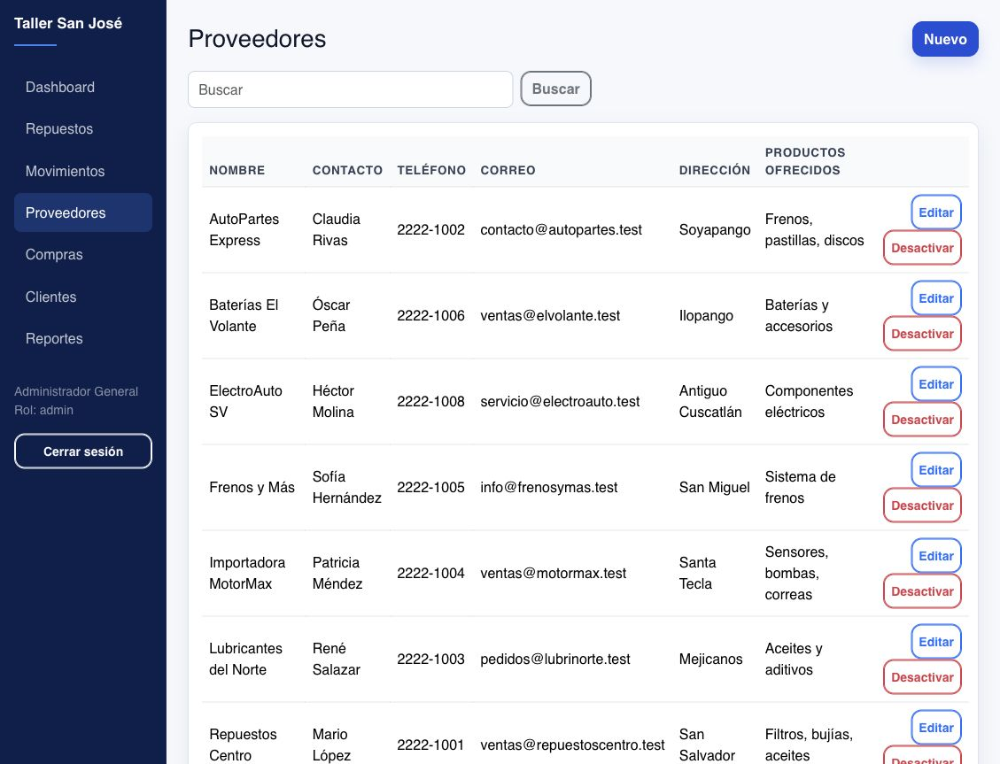 Taller San José
Dashboard
Repuestos
Movimientos
Proveedores
Compras
Clientes
Reportes
Administrador General
Rol: admin
Cerrar sesión
Proveedores
Nuevo
Buscar
Buscar
NOMBRE CONTACTO TELÉFONO CORREO DIRECCIÓN PRODUCTOS OFRECIDOS
AutoPartes Express Claudia Rivas 2222-1002 contacto@autopartes.test Soyapango Frenos, pastillas, discos Editar Desactivar
Baterías El Volante Óscar Peña 2222-1006 ventas@elvolante.test Ilopango Baterías y accesorios Editar Desactivar
ElectroAuto SV Héctor Molina 2222-1008 servicio@electroauto.test Antiguo Cuscatlán Componentes eléctricos Editar Desactivar
Frenos y Más Sofía Hernández 2222-1005 info@frenosymas.test San Miguel Sistema de frenos Editar Desactivar
Importadora MotorMax Patricia Méndez 2222-1004 ventas@motormax.test Santa Tecla Sensores, bombas, correas Editar Desactivar
Lubricantes del Norte René Salazar 2222-1003 pedidos@lubrinorte.test Mejicanos Aceites y aditivos Editar Desactivar
Repuestos Centro Mario López 2222-1001 ventas@repuestoscentro.test San Salvador Filtros, bujías, aceites Editar Desactivar